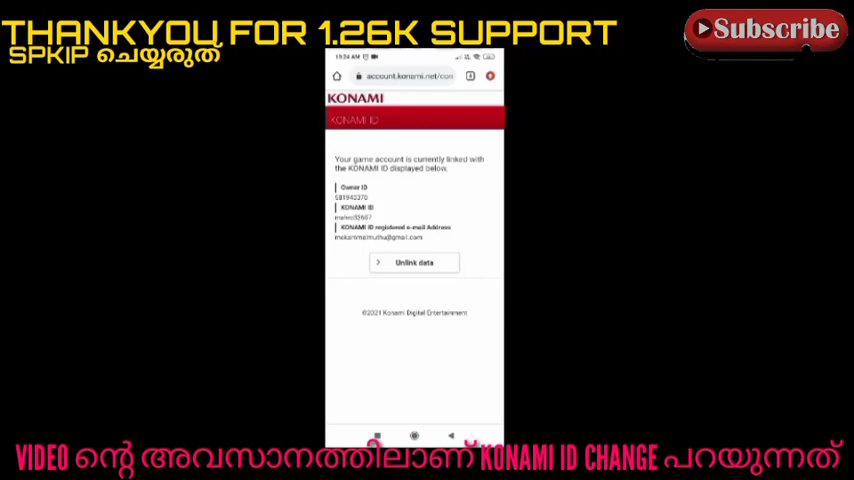 THANKYOU FOR 1.26K SUPPORT
SPKIP ചെയ്യരുത്
Subscribe
account.konami.net/con
KONAMI
KONAMI ID
Your game account is currently linked with
the KONAMI ID displayed below.
Owner ID
KONAMI ID
KONAMI ID registered e-mail Address
Unlink data
©2021 Konami Digital Entertainment
VIDEO ന്റെ അവസാനത്തിലാണ് KONAMI ID CHANGE പറയുന്നത്